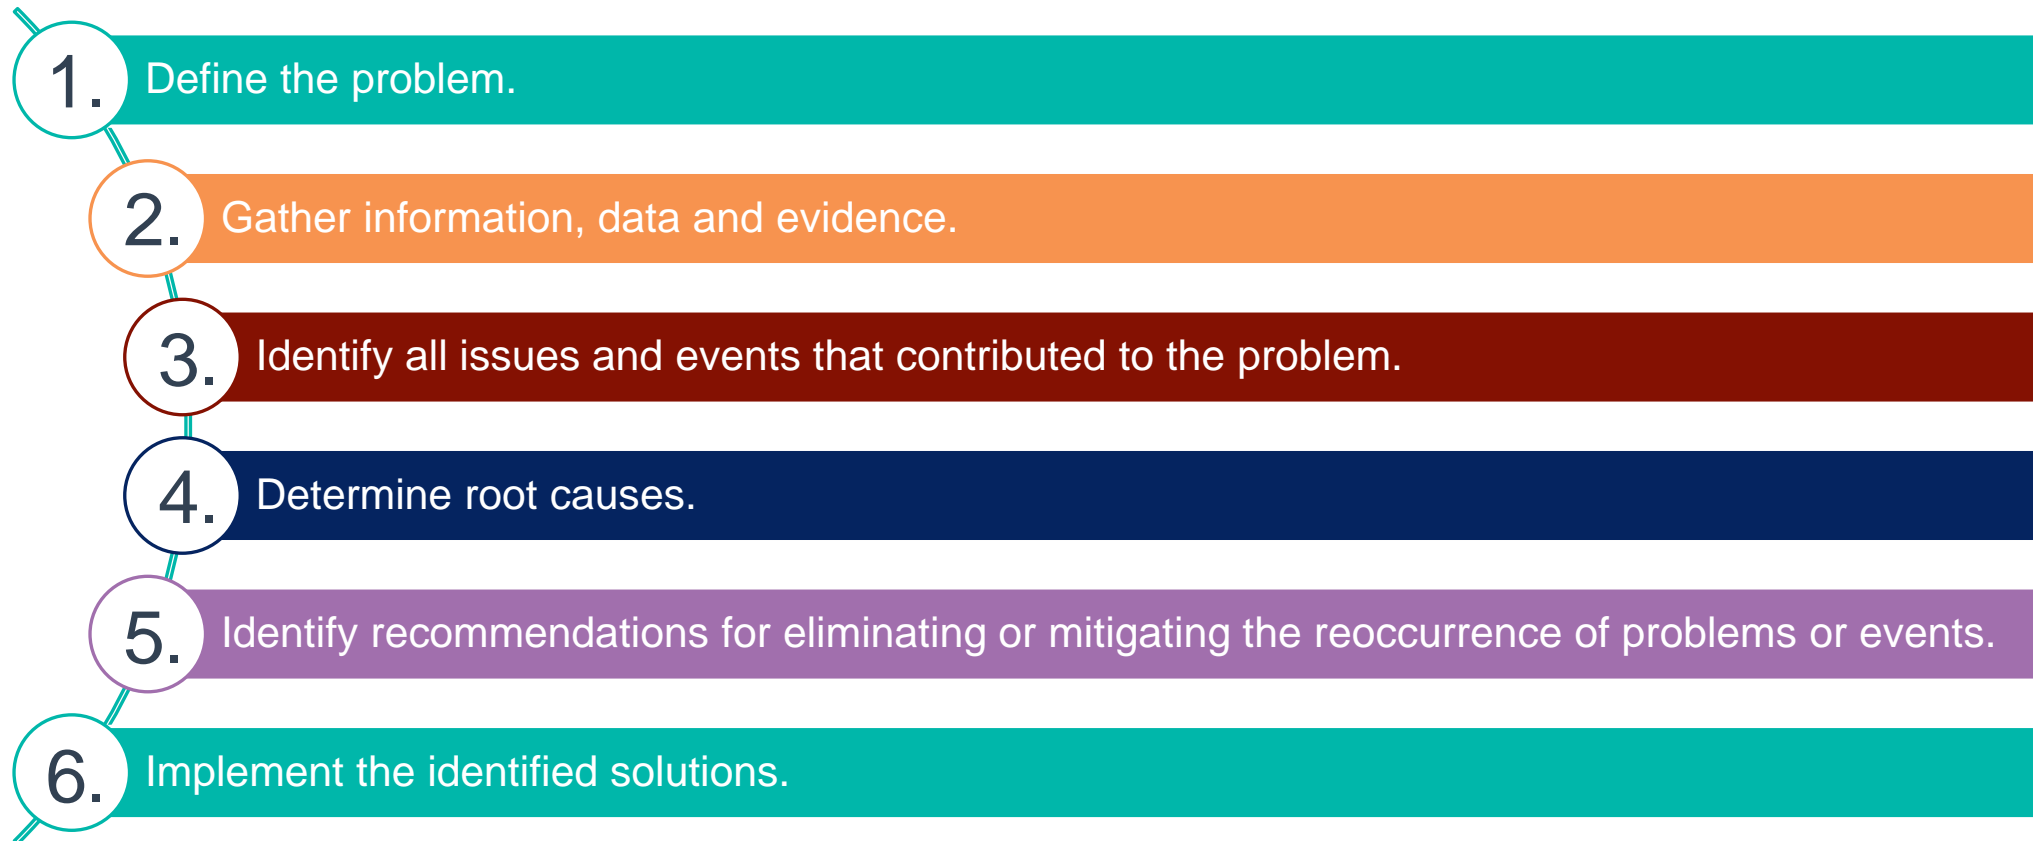 1. Define the problem.
2. Gather information, data and evidence.
3. Identify all issues and events that contributed to the problem.
4. Determine root causes.
5. Identify recommendations for eliminating or mitigating the reoccurrence of problems or events.
6. Implement the identified solutions.